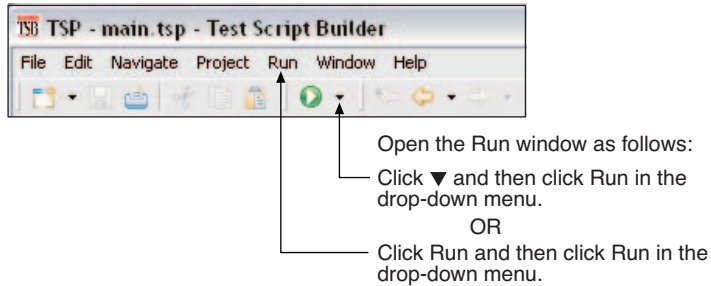 TSB TSP - main.tsp - Test Script Builder
File Edit Navigate Project Run Window Help
Open the Run window as follows:
Click ▼ and then click Run in the
drop-down menu.
OR
Click Run and then click Run in the
drop-down menu.